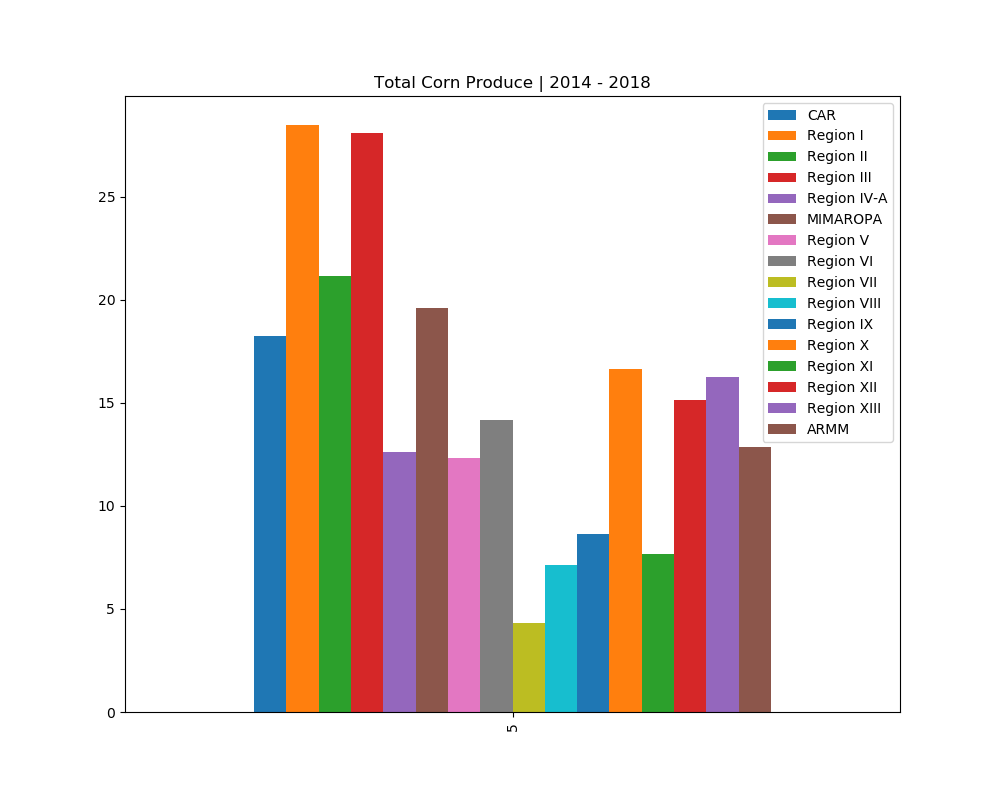 Total Corn Produce | 2014 - 2018
CAR
Region I
Region II
Region III
Region IV-A
MIMAROPA
Region V
Region VI
Region VII
Region VIII
Region IX
Region X
Region XI
Region XII
Region XIII
ARMM
25
20
15
10
5
0
5